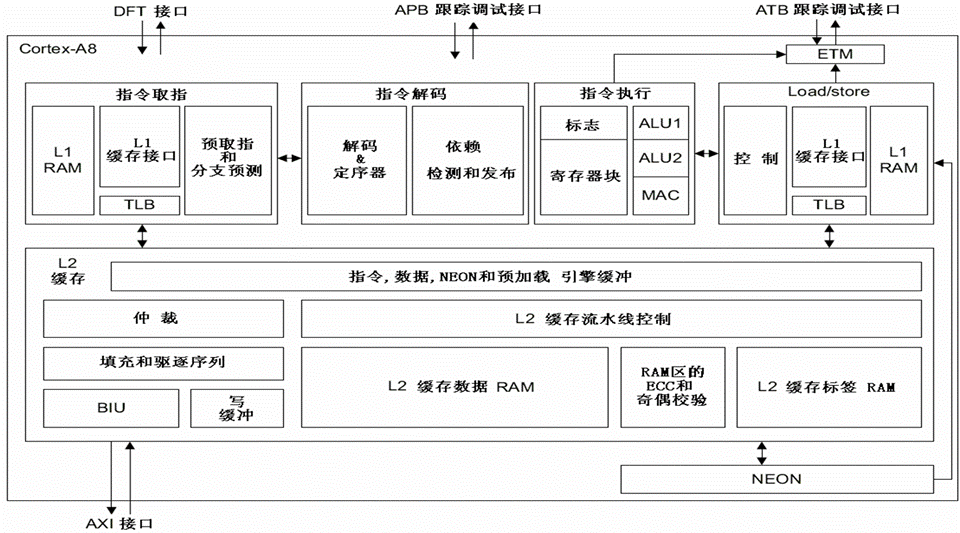 DFT 接口
APB 跟踪调试接口
ATB 跟踪调试接口
Cortex-A8
ETM
指令取指
L1
RAM
L1
缓存接口
TLB
预取指
和
分支预测
指令解码
解码
&
定序器
依赖
检测和发布
指令执行
标志
寄存器块
ALU1
ALU2
MAC
Load/store
控 制
L1
缓存接口
TLB
L1
RAM
L2
缓存
指令,数据,NEON和预加载 引擎缓冲
仲 裁
L2 缓存流水线控制
填充和驱逐序列
BIU
写
缓冲
L2 缓存数据 RAM
RAM区的
ECC和
奇偶校验
L2 缓存标签 RAM
NEON
AXI 接口